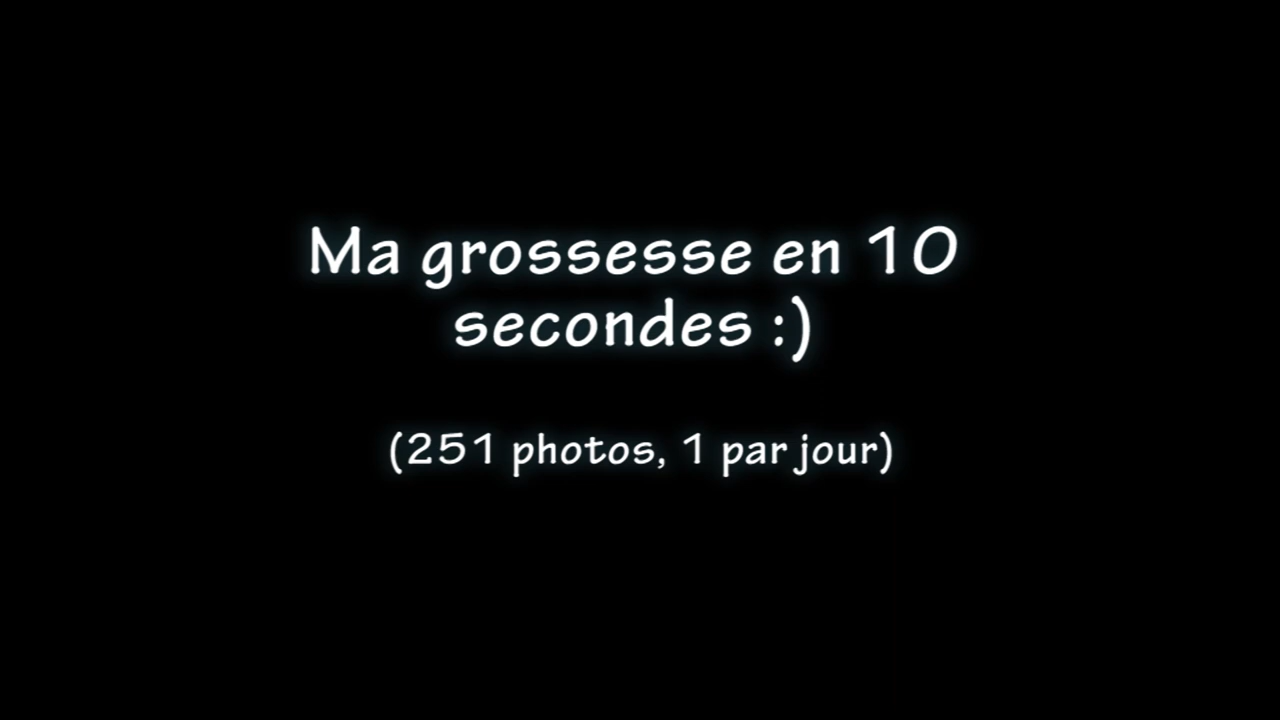 Ma grossesse en 10
secondes :)
(251 photos, 1 par jour)